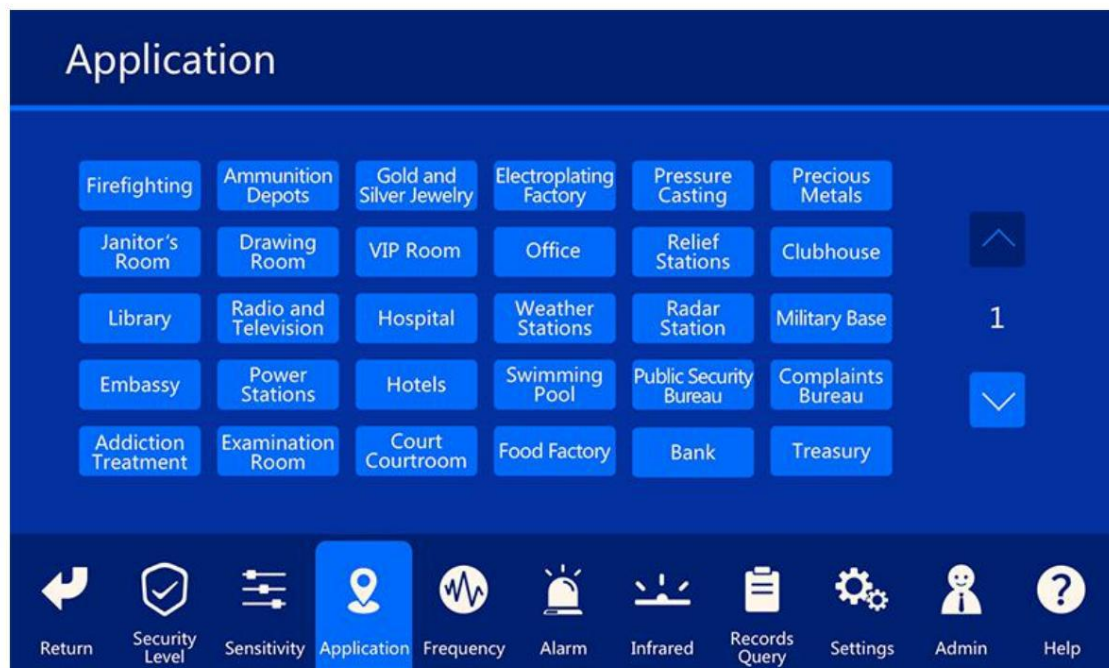 Application
Firefighting
Ammunition
Depots
Gold and
Silver Jewelry
Electroplating
Factory
Pressure
Casting
Precious
Metals
Janitor's
Room
Drawing
Room
VIP Room
Office
Relief
Stations
Clubhouse
Library
Radio and
Television
Hospital
Weather
Stations
Radar
Station
Military Base
1
Embassy
Power
Stations
Hotels
Swimming
Pool
Public Security
Bureau
Complaints
Bureau
Addiction
Treatment
Examination
Room
Court
Courtroom
Food Factory
Bank
Treasury
Return
Security
Level
Sensitivity
Application
Frequency
Alarm
Infrared
Records
Query
Settings
Admin
?
Help